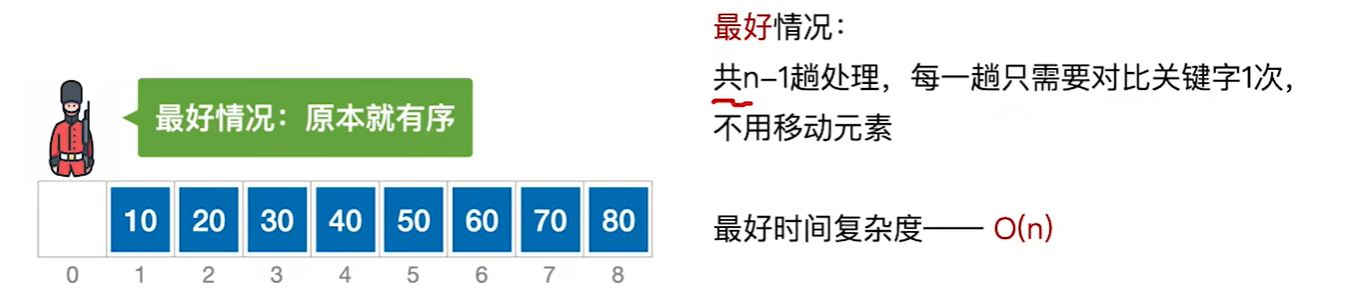 最好情况：原本就有序
10 20 30 40 50 60 70 80
0 1 2 3 4 5 6 7 8
最好情况：
共n-1趟处理，每一趟只需要对比关键字1次，
不用移动元素
最好时间复杂度—— O(n)